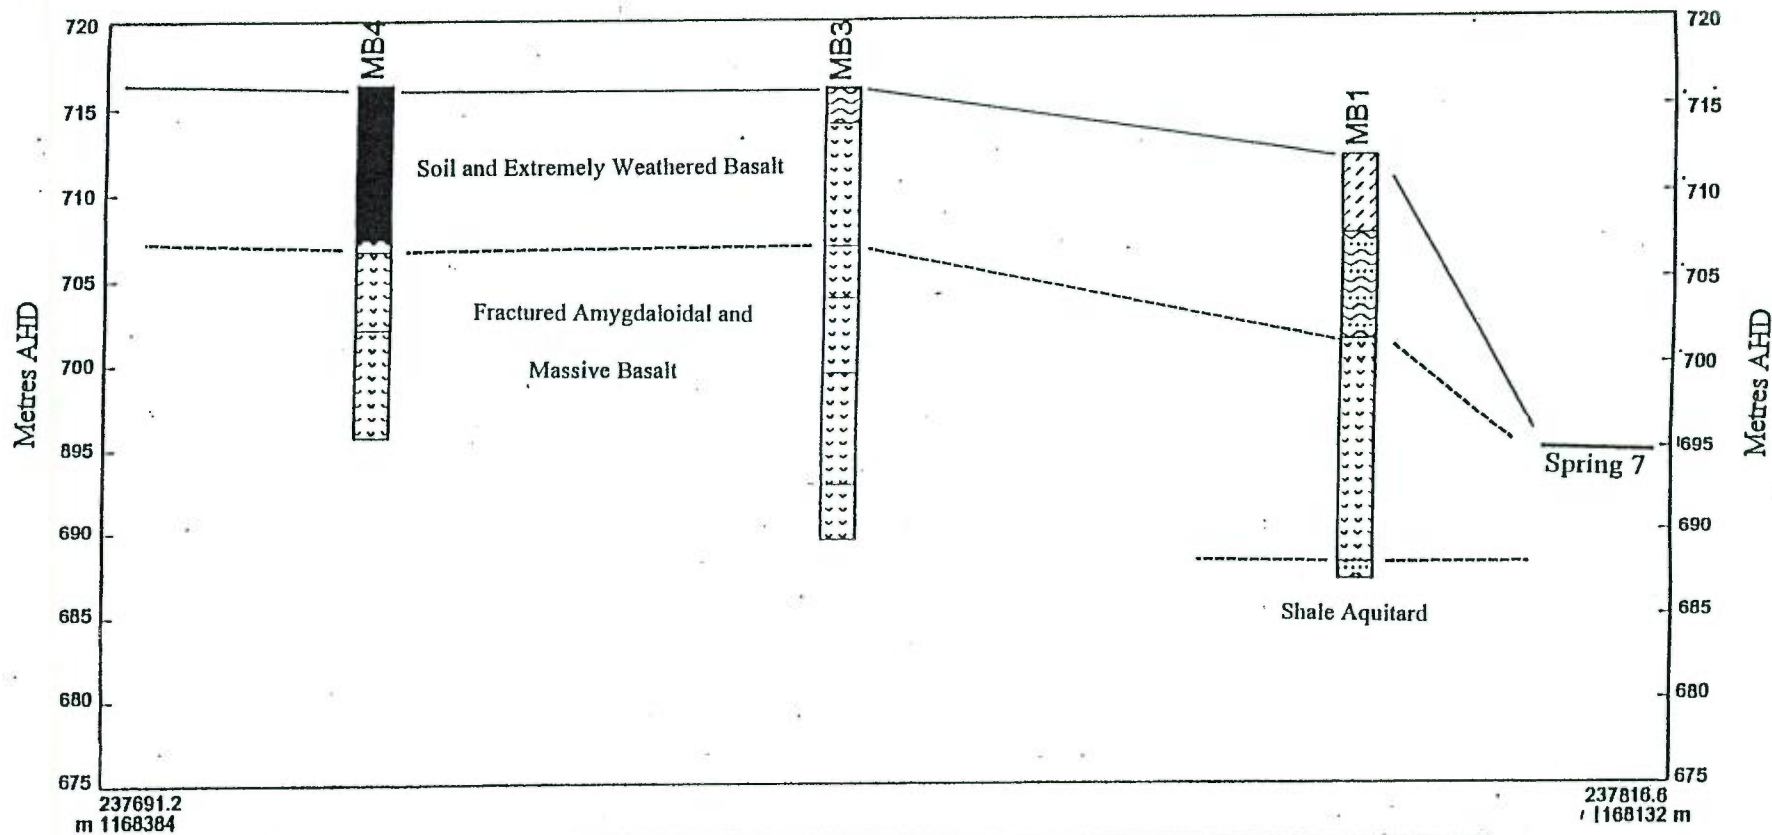 720
715
710
705
700
895
690
685
680
675
Metres AHD
MB4
MB3
MB1
Soil and Extremely Weathered Basalt
Fractured Amygdaloidal and
Massive Basalt
Shale Aquitard
Spring 7
720
715
710
705
700
695
690
685
680
675
Metres AHD
237691.2
m 1168384
237816.6
1168132 m